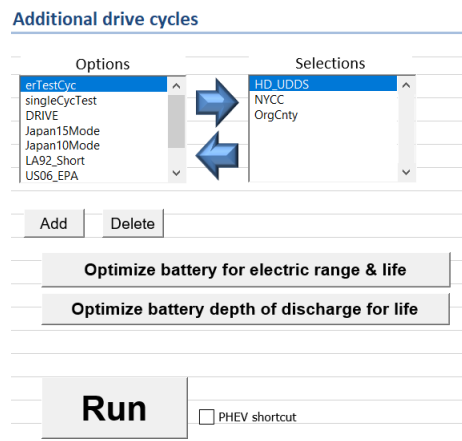 Additional drive cycles
Options
Selections
erTestCyc
singleCycTest
DRIVE
Japan15Mode
Japan10Mode
LA92_Short
US06_EPA
HD_UDDS
NYCC
OrgCnty
Add
Delete
Optimize battery for electric range & life
Optimize battery depth of discharge for life
Run
PHEV shortcut